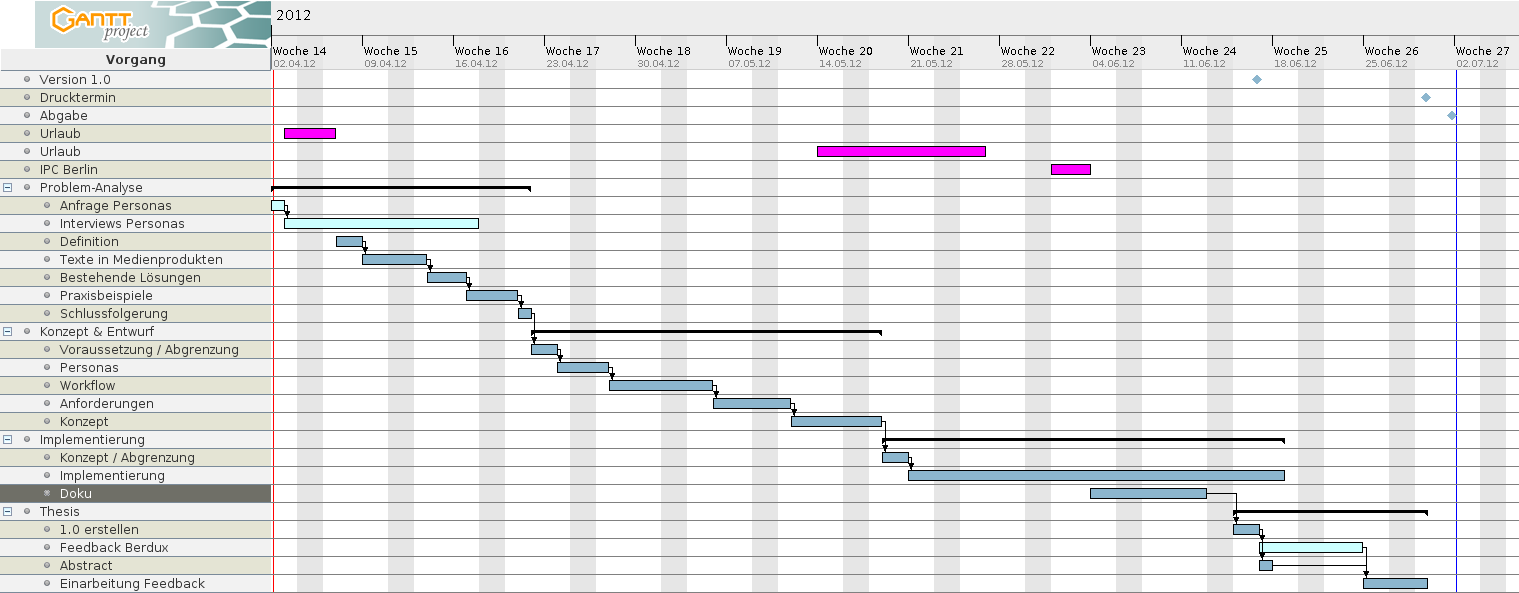 GANTT
project
2012
Woche 14 Woche 15 Woche 16 Woche 17 Woche 18 Woche 19 Woche 20 Woche 21 Woche 22 Woche 23 Woche 24 Woche 25 Woche 26 Woche 27
Vorgang
02.04.12 09.04.12 16.04.12 23.04.12 30.04.12 07.05.12 14.05.12 21.05.12 28.05.12 04.06.12 11.06.12 18.06.12 25.06.12 02.07.12
Version 1.0
Drucktermin
Abgabe
Urlaub
Urlaub
IPC Berlin
Problem-Analyse
Anfrage Personas
Interviews Personas
Definition
Texte in Medienprodukten
Bestehende Lösungen
Praxisbeispiele
Schlussfolgerung
Konzept & Entwurf
Voraussetzung / Abgrenzung
Personas
Workflow
Anforderungen
Konzept
Implementierung
Konzept / Abgrenzung
Implementierung
Doku
Thesis
1.0 erstellen
Feedback Berdux
Abstract
Einarbeitung Feedback